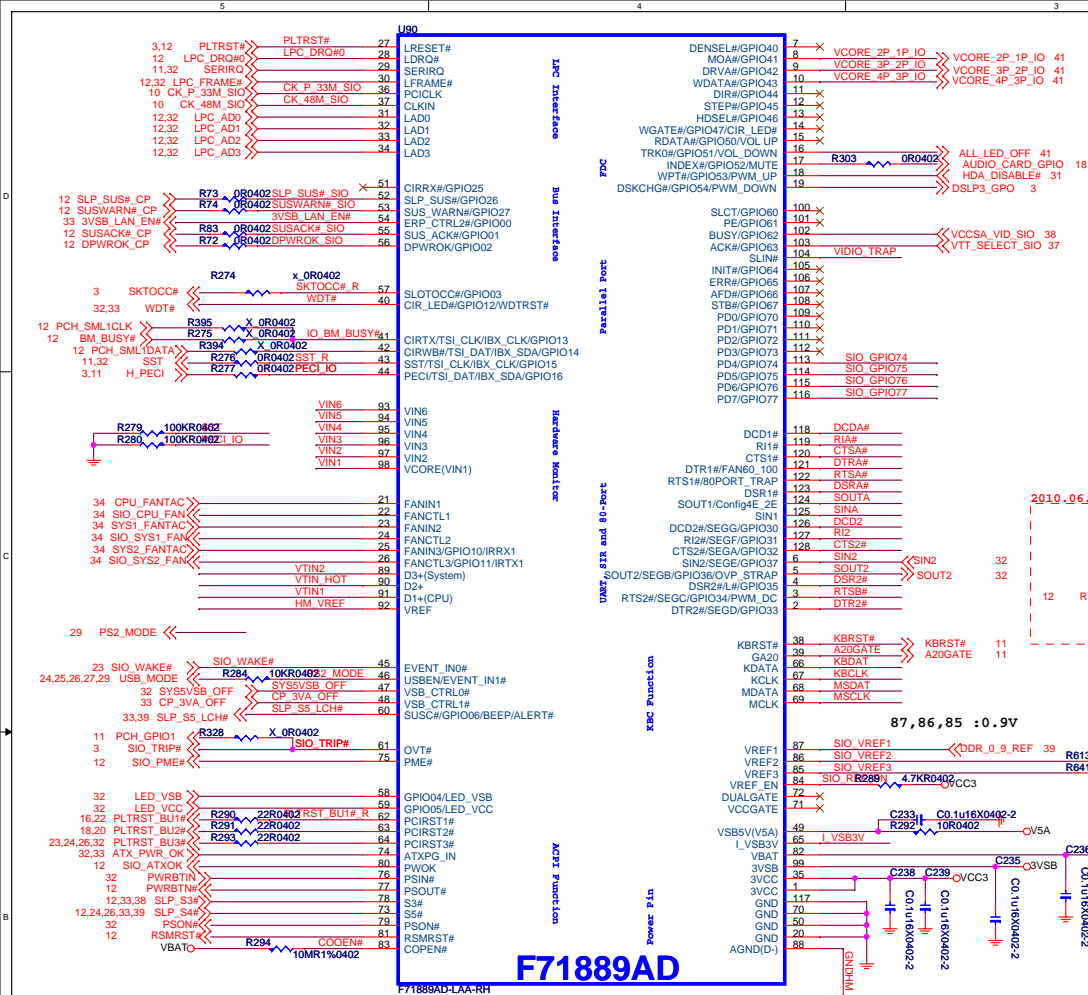 5 4 3
U90
3,12 PLTRST# PLTRST# 27 LRESET#
12 LPC_DRQ#0 LPC_DRQ#0 28 LDRQ#
11,32 SERIRQ 29 SERIRQ
12,32 LPC_FRAME# 30 LFRAME#
10 CK_P_33M_SIO CK_P_33M_SIO 36 PCICLK
10 CK_48M_SIO CK_48M_SIO 37 CLKIN
12,32 LPC_AD0 31 LAD0
12,32 LPC_AD1 32 LAD1
12,32 LPC_AD2 33 LAD2
12,32 LPC_AD3 34 LAD3
LPC Interface
51 CIRRX#/GPIO25
12 SLP_SUS#_CP R73 0R0402 SLP_SUS#_SIO 52 SLP_SUS#/GPIO26
12 SUSWARN#_CP R74 0R0402 SUSWARN#_SIO 53 SUS_WARN#/GPIO27
33 3VSB_LAN_EN# 3VSB_LAN_EN# 54 ERP_CTRL2#/GPIO00
12 SUSACK#_CP R83 0R0402 SUSACK#_SIO 55 SUS_ACK#/GPIO01
12 DPWROK_CP R72 0R0402 DPWROK_SIO 56 DPWROK/GPIO02
Bus Interface
3 SKTOCC# R274 x_0R0402 SKTOCC#_R 57 SLOTOCC#/GPIO03
32,33 WDT# WDT# 40 CIR_LED#/GPIO12/WDTRST#
12 PCH_SML1CLK R395 X_0R0402
12 BM_BUSY# R275 X_0R0402 IO_BM_BUSY# 41 CIRTX/TSI_CLK/IBX_CLK/GPIO13
12 PCH_SML1DATA R394 X_0R0402 42 CIRWB#/TSI_DAT/IBX_SDA/GPIO14
11,32 SST R276 0R0402 SST_R 43 SST/TSI_CLK/IBX_CLK/GPIO15
3,11 H_PECI R277 0R0402 PECI_IO 44 PECI/TSI_DAT/IBX_SDA/GPIO16
VIN6 93 VIN6
VIN5 94 VIN5
R279 100KR0402 VIN4 95 VIN4
R280 100KR0402 VIN3 96 VIN3
VIN2 97 VIN2
VIN1 98 VCORE(VIN1)
Hardware Monitor
34 CPU_FANTAC 21 FANIN1
34 SIO_CPU_FAN 22 FANCTL1
34 SYS1_FANTAC 23 FANIN2
34 SIO_SYS1_FAN 24 FANCTL2
34 SYS2_FANTAC 25 FANIN3/GPIO10/IRRX1
34 SIO_SYS2_FAN 26 FANCTL3/GPIO11/IRTX1
VTIN2 89 D3+(System)
VTIN_HOT 90 D2+
VTIN1 91 D1+(CPU)
HM_VREF 92 VREF
29 PS2_MODE
23 SIO_WAKE# SIO_WAKE# 45 EVENT_IN0#
24,25,26,27,29 USB_MODE R284 10KR0402 46 USBEN/EVENT_IN1#
32 SYS5VSB_OFF SYS5VSB_OFF 47 VSB_CTRL0#
33 CP_3VA_OFF CP_3VA_OFF 48 VSB_CTRL1#
33,39 SLP_S5_LCH# SLP_S5_LCH# 60 SUSC#/GPIO06/BEEP/ALERT#
11 PCH_GPIO1 R328 X_0R0402
3 SIO_TRIP# SIO_TRIP# 61 OVT#
12 SIO_PME# 75 PME#
32 LED_VSB 58 GPIO04/LED_VSB
32 LED_VCC 59 GPIO05/LED_VCC
16,22 PLTRST_BU1# R290 22R0402 PLTRST_BU1#_R 62 PCIRST1#
18,20 PLTRST_BU2# R291 22R0402 63 PCIRST2#
23,24,26,32 PLTRST_BU3# R293 22R0402 64 PCIRST3#
32,33 ATX_PWR_OK 74 ATXPG_IN
12 SIO_ATXOK 80 PWOK
32 PWRBTIN 76 PSIN#
12 PWRBTN# 77 PSOUT#
12,33,38 SLP_S3# 78 S3#
12,24,26,33,39 SLP_S4# 73 S5#
32 PSON# 79 PSON#
12 RSMRST# 81 RSMRST#
VBAT R294 10MR1%0402 COOEN# 83 COPEN#
ACPI Function
DENSEL#/GPIO40 7
MOA#/GPIO41 8 VCORE_2P_1P_IO VCORE_2P_1P_IO 41
DRVA#/GPIO42 9 VCORE_3P_2P_IO VCORE_3P_2P_IO 41
WDATA#/GPIO43 10 VCORE_4P_3P_IO VCORE_4P_3P_IO 41
DIR#/GPIO44 11
STEP#/GPIO45 12
HDSEL#/GPIO46 13
WGATE#/GPIO47/CIR_LED# 14
RDATA#/GPIO50/VOL UP 15
TRK0#/GPIO51/VOL_DOWN 16 ALL_LED_OFF 41
INDEX#/GPIO52/MUTE 17 R303 0R0402 AUDIO_CARD_GPIO 18
WPT#/GPIO53/PWM_UP 18 HDA_DISABLE# 31
DSKCHG#/GPIO54/PWM_DOWN 19 DSLP3_GPO 3
FDC
SLCT/GPIO60 100
PE/GPIO61 101
BUSY/GPIO62 102 VCCSA_VID_SIO 38
ACK#/GPIO63 103 VTT_SELECT_SIO 37
SLIN# 104 VIDIO_TRAP
INIT#/GPIO64 105
ERR#/GPIO65 106
AFD#/GPIO66 107
STB#/GPIO67 108
PD0/GPIO70 109
PD1/GPIO71 110
PD2/GPIO72 111
PD3/GPIO73 112
PD4/GPIO74 113 SIO_GPIO74
PD5/GPIO75 114 SIO_GPIO75
PD6/GPIO76 115 SIO_GPIO76
PD7/GPIO77 116 SIO_GPIO77
Parallel Port
DCD1# 118 DCDA#
RI1# 119 RIA#
CTS1# 120 CTSA#
DTR1#/FAN60_100 121 DTRA#
RTS1#/80PORT_TRAP 122 RTSA#
DSR1# 123 DSRA#
SOUT1/Config4E_2E 124 SOUTA
SIN1 125 SINA
DCD2#/SEGG/GPIO30 126 DCD2
RI2#/SEGF/GPIO31 127 RI2
CTS2#/SEGA/GPIO32 128 CTS2#
SIN2/SEGE/GPIO37 6 SIN2 SIN2 32
SOUT2/SEGB/GPIO36/OVP_STRAP 5 SOUT2 SOUT2 32
DSR2#/L#/GPIO35 4 DSR2#
RTS2#/SEGC/GPIO34/PWM_DC 3 RTSB#
DTR2#/SEGD/GPIO33 2 DTR2#
UART, SIR and 80-Port
2010.06.
12
KBRST# 38 KBRST# KBRST# 11
GA20 39 A20GATE A20GATE 11
KDATA 66 KBDAT
KCLK 67 KBCLK
MDATA 68 MSDAT
MCLK 69 MSCLK
KBC Function
87,86,85 :0.9V
VREF1 87 SIO_VREF1 DDR_0_9_REF 39
VREF2 86 SIO_VREF2 R613
VREF3 85 SIO_VREF3 R641
VREF_EN 84 R289 4.7KR0402 VCC3
DUALGATE 72
VCCGATE 71
C233 C0.1u16X0402-2
VSB5V(V5A) 49 R292 10R0402 V5A
I_VSB3V 65 I_VSB3V
VBAT 82 C236
3VSB 99 C235 3VSB
3VCC 35 C238 C239 VCC3
3VCC 1
GND 117
GND 70
GND 50
GND 20
AGND(D-) 88 GNDHM
C0.1u16X0402-2
C0.1u16X0402-2
C0.1u16X0402-2
Power Pin
F71889AD
F71889AD-LAA-RH
D
C
B